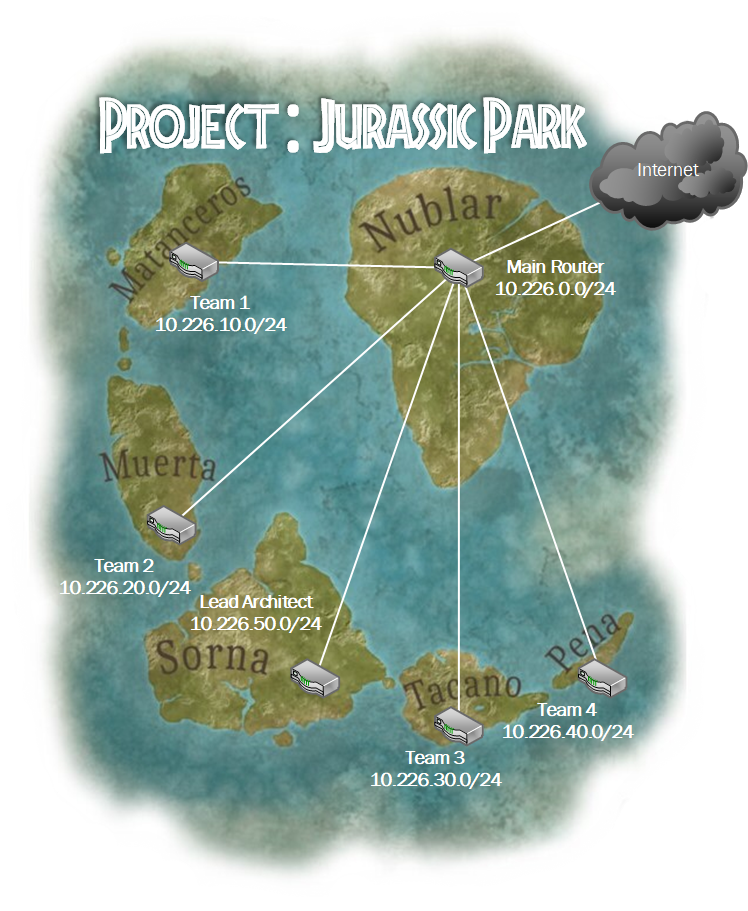 PROJECT: JURASSIC PARK
Internet
Matanceros
Nublar
Main Router
10.226.0.0/24
Team 1
10.226.10.0/24
Muerta
Team 2
10.226.20.0/24
Lead Architect
10.226.50.0/24
Sorna
Tacano
Pena
Team 4
10.226.40.0/24
Team 3
10.226.30.0/24